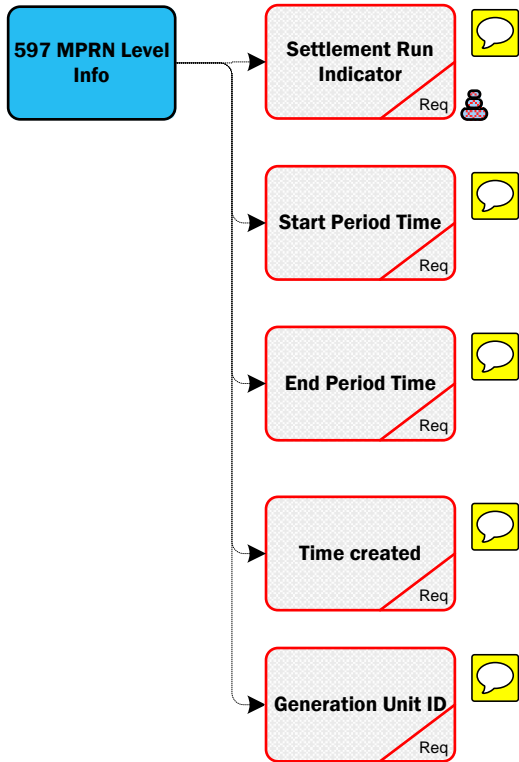 597 MPRN Level
Info
Settlement Run
Indicator
Req
Start Period Time
Req
End Period Time
Req
Time created
Req
Generation Unit ID
Req